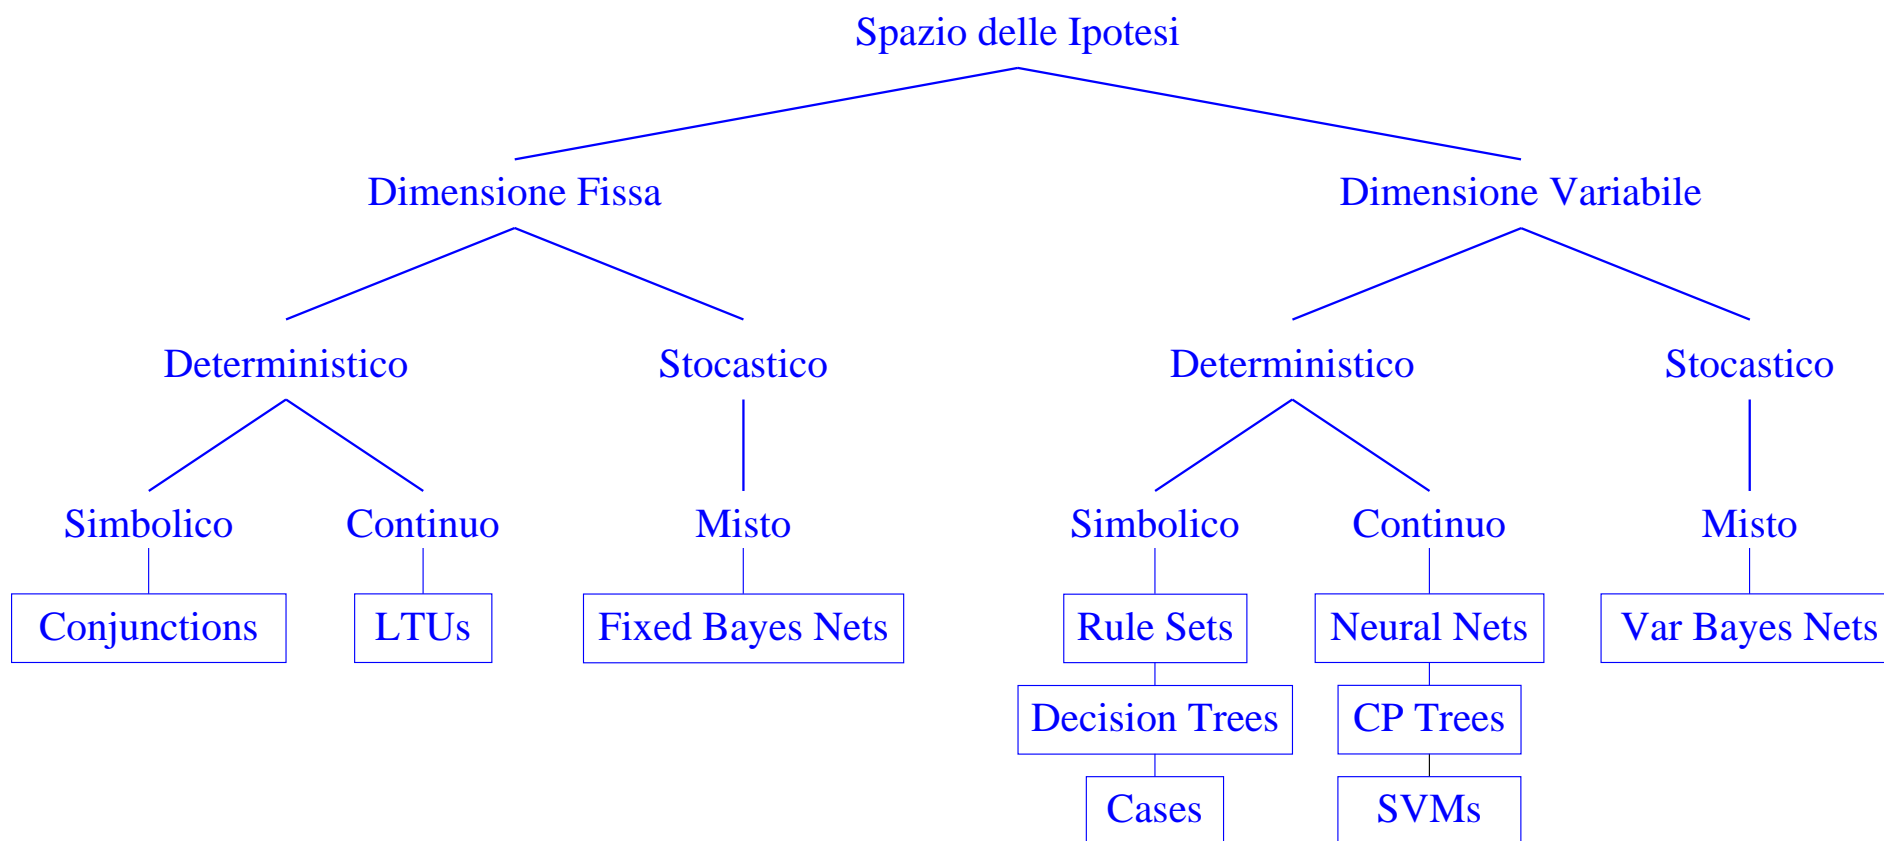 Spazio delle Ipotesi
Dimensione Fissa
Dimensione Variabile
Deterministico
Stocastico
Deterministico
Stocastico
Simbolico
Continuo
Misto
Simbolico
Continuo
Misto
Conjunctions
LTUs
Fixed Bayes Nets
Rule Sets
Neural Nets
Var Bayes Nets
Decision Trees
CP Trees
Cases
SVMs